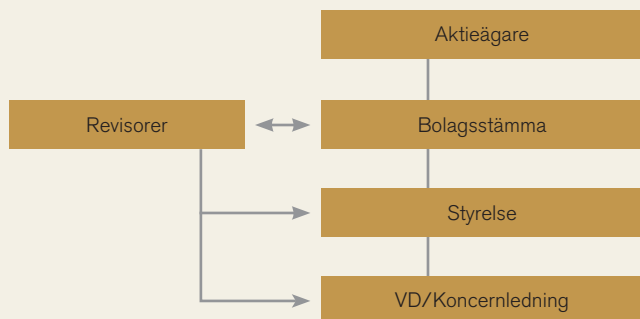 Aktieägare
Revisorer
Bolagsstämma
Styrelse
VD/Koncernledning